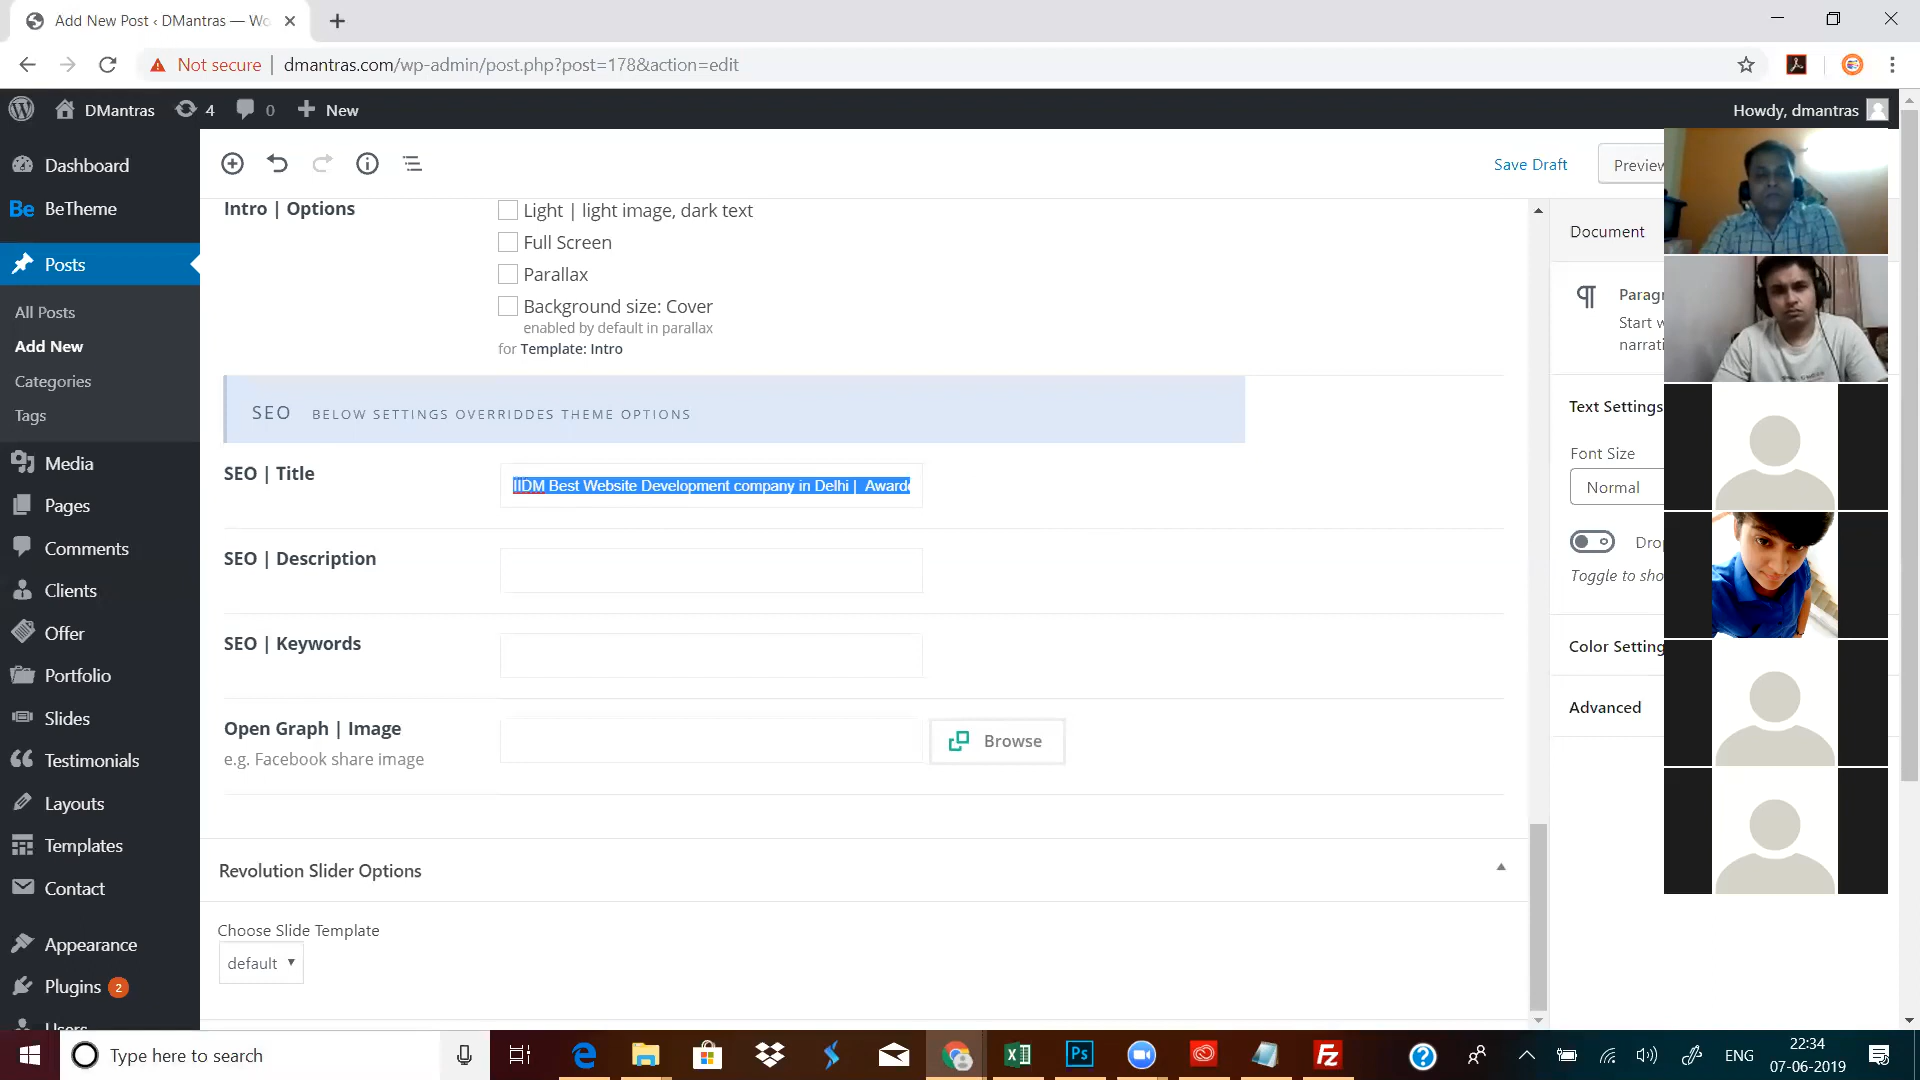 Add New Post ‹ DMantras — Wo
Not secure | dmantras.com/wp-admin/post.php?post=178&action=edit
DMantras 4 0 New
Howdy, dmantras
Dashboard
BeTheme
Posts
All Posts
Add New
Categories
Tags
Media
Pages
Comments
Clients
Offer
Portfolio
Slides
Testimonials
Layouts
Templates
Contact
Appearance
Plugins 2
Users
Save Draft
Preview
Intro | Options
Light | light image, dark text
Full Screen
Parallax
Background size: Cover
enabled by default in parallax
for Template: Intro
SEO BELOW SETTINGS OVERRIDDES THEME OPTIONS
SEO | Title
IIDM Best Website Development company in Delhi | Awarde
SEO | Description
SEO | Keywords
Open Graph | Image
e.g. Facebook share image
Browse
Revolution Slider Options
Choose Slide Template
default
Document
Paragr
Start w
narrati
Text Settings
Font Size
Normal
Drop
Toggle to sho
Color Setting
Advanced
Type here to search
ENG
22:34
07-06-2019